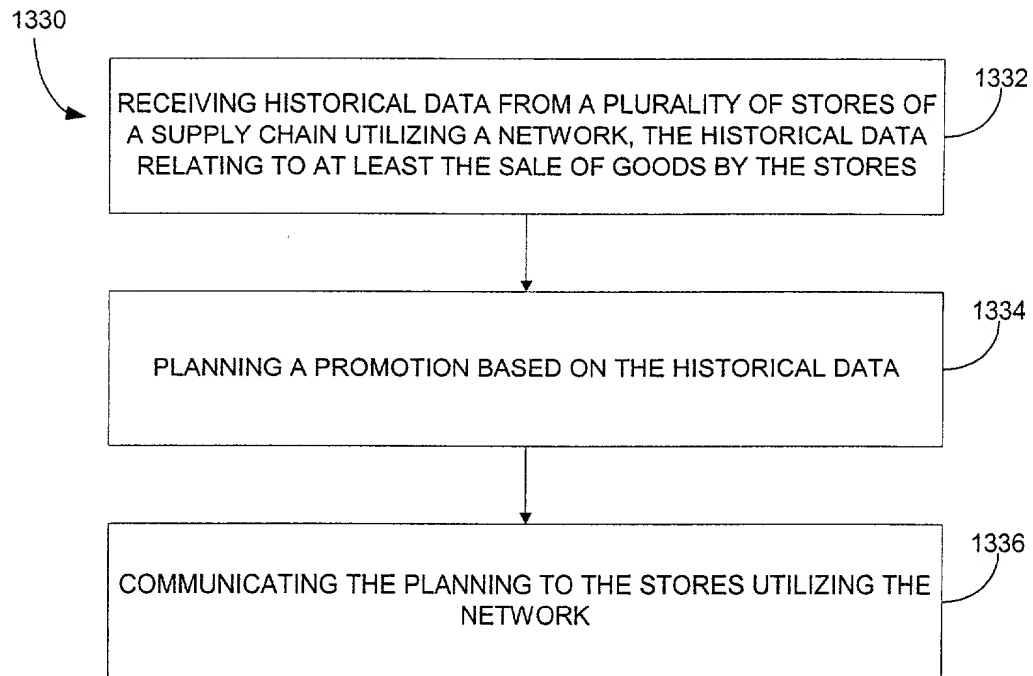 1330
1332
RECEIVING HISTORICAL DATA FROM A PLURALITY OF STORES OF
A SUPPLY CHAIN UTILIZING A NETWORK, THE HISTORICAL DATA
RELATING TO AT LEAST THE SALE OF GOODS BY THE STORES
1334
PLANNING A PROMOTION BASED ON THE HISTORICAL DATA
1336
COMMUNICATING THE PLANNING TO THE STORES UTILIZING THE
NETWORK